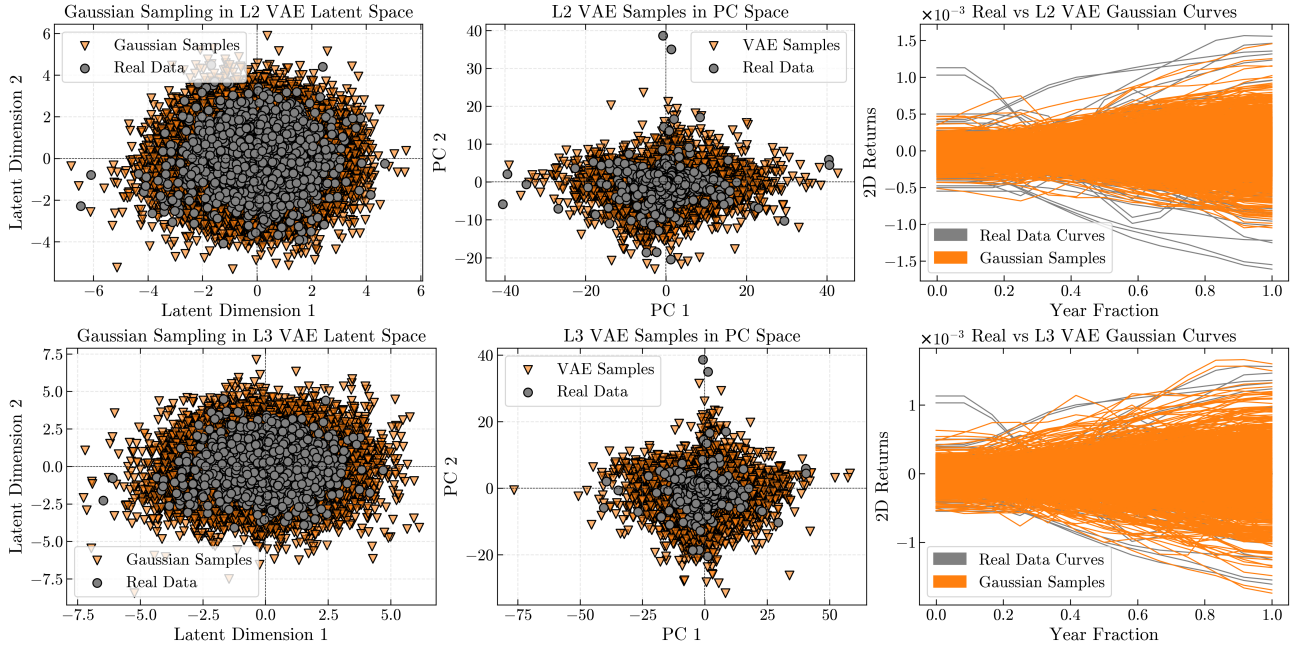 Gaussian Sampling in L2 VAE Latent Space
6
4
2
0
−2
−4
Latent Dimension 2
Gaussian Samples
Real Data
−6
−4
−2
0
2
4
6
Latent Dimension 1
L2 VAE Samples in PC Space
40
30
20
10
0
−10
−20
PC 2
VAE Samples
Real Data
−40
−20
0
20
40
PC 1
×10⁻³ Real vs L2 VAE Gaussian Curves
1.5
1.0
0.5
0.0
−0.5
−1.0
−1.5
2D Returns
Real Data Curves
Gaussian Samples
0.0
0.2
0.4
0.6
0.8
1.0
Year Fraction
Gaussian Sampling in L3 VAE Latent Space
7.5
5.0
2.5
0.0
−2.5
−5.0
−7.5
Latent Dimension 2
Gaussian Samples
Real Data
−7.5
−5.0
−2.5
0.0
2.5
5.0
Latent Dimension 1
L3 VAE Samples in PC Space
40
20
0
−20
PC 2
VAE Samples
Real Data
−75
−50
−25
0
25
50
PC 1
×10⁻³ Real vs L3 VAE Gaussian Curves
1
0
−1
2D Returns
Real Data Curves
Gaussian Samples
0.0
0.2
0.4
0.6
0.8
1.0
Year Fraction